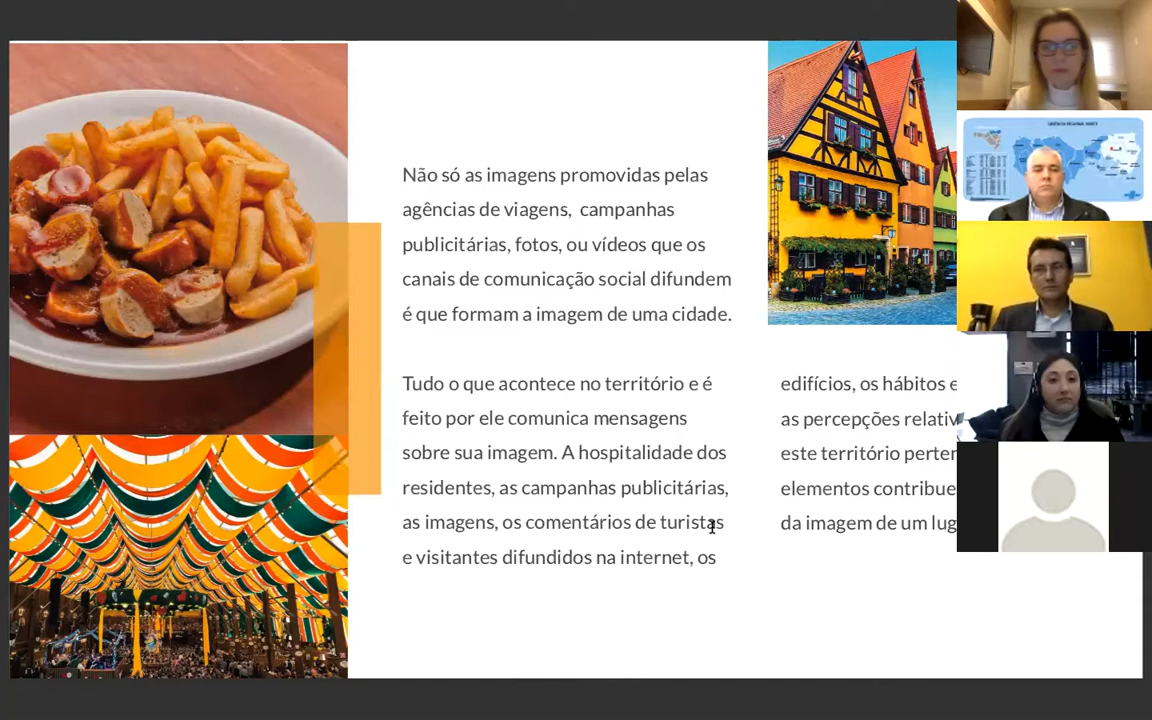 Não só as imagens promovidas pelas
agências de viagens, campanhas
publicitárias, fotos, ou vídeos que os
canais de comunicação social difundem
é que formam a imagem de uma cidade.
Tudo o que acontece no território e é
feito por ele comunica mensagens
sobre sua imagem. A hospitalidade dos
residentes, as campanhas publicitárias,
as imagens, os comentários de turistas
e visitantes difundidos na internet, os
edifícios, os hábitos e
as percepções relativ
este território perten
elementos contribue
da imagem de um lug